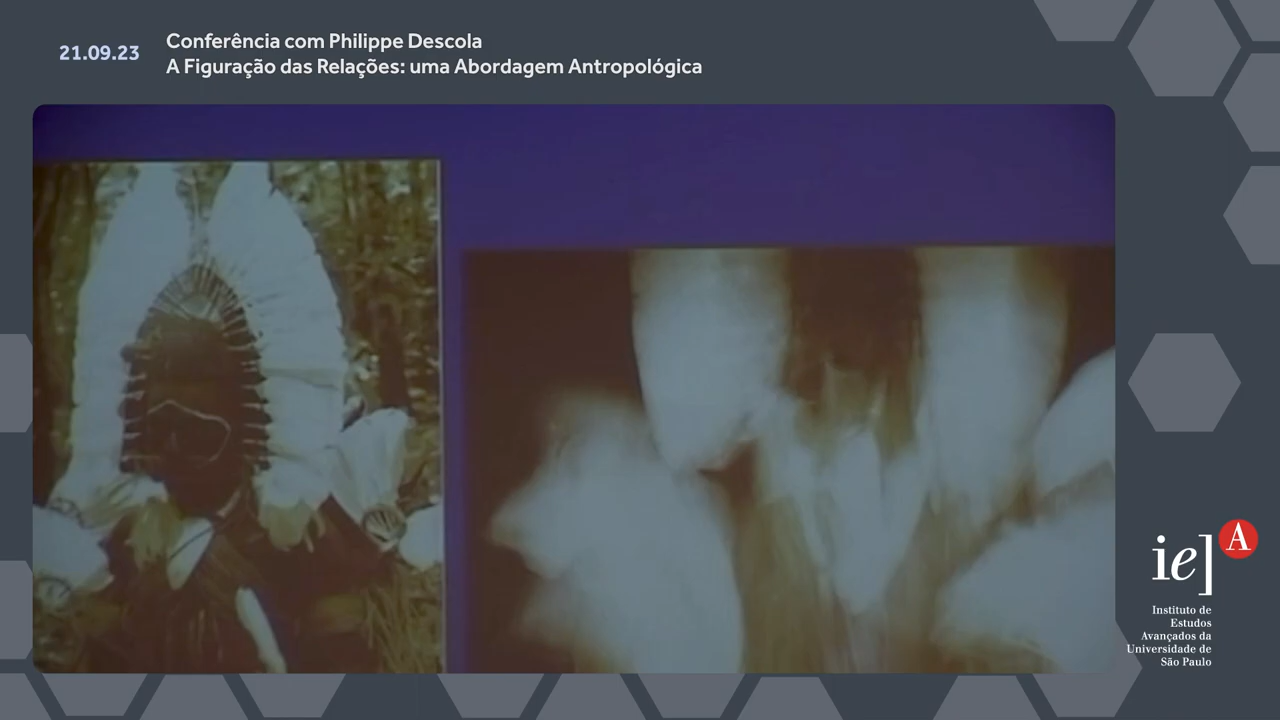 21.09.23
Conferência com Philippe Descola
A Figuração das Relações: uma Abordagem Antropológica
ie] A
Instituto de
Estudos
Avançados da
Universidade de
São Paulo